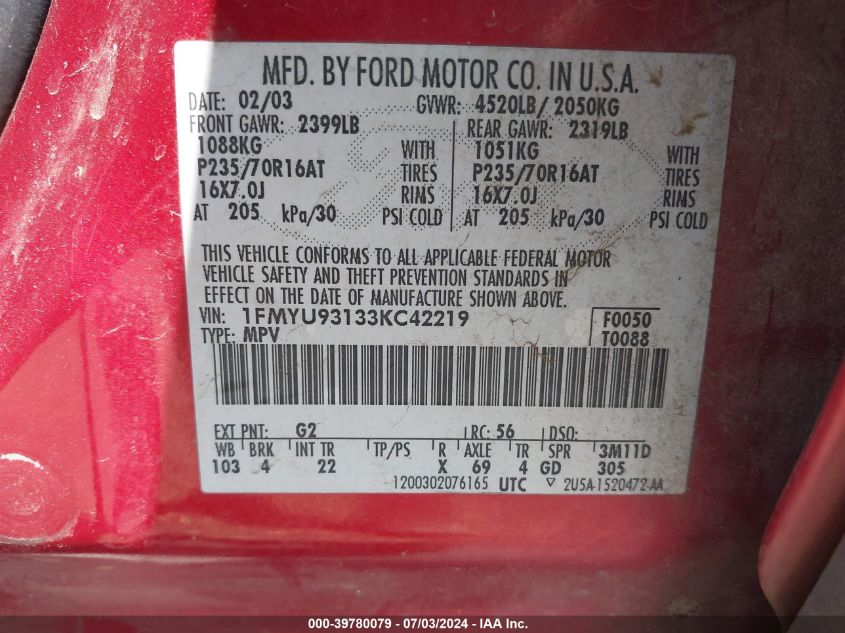 MFD. BY FORD MOTOR CO. IN U.S.A.
DATE: 02/03 GVWR: 4520LB/ 2050KG
FRONT GAWR: 2399LB REAR GAWR: 2319LB
1088KG WITH 1051KG WITH
P235/70R16AT TIRES P235/70R16AT TIRES
16X7.0J RIMS 16X7.0J RIMS
AT 205 kPa/30 PSI COLD AT 205 kPa/30 PSI COLD
THIS VEHICLE CONFORMS TO ALL APPLICABLE FEDERAL MOTOR
VEHICLE SAFETY AND THEFT PREVENTION STANDARDS IN
EFFECT ON THE DATE OF MANUFACTURE SHOWN ABOVE.
VIN: 1FMYU93133KC42219 F0050
TYPE: MPV T0088
EXT PNT: G2 RC: 56 DSO:
WB BRK INT TR TP/PS R AXLE TR SPR 3M11D
103 4 22 X 69 4 GD 305
1200302076165 UTC 2U5A-1520472-AA
000-39780079 - 07/03/2024 - IAA Inc.